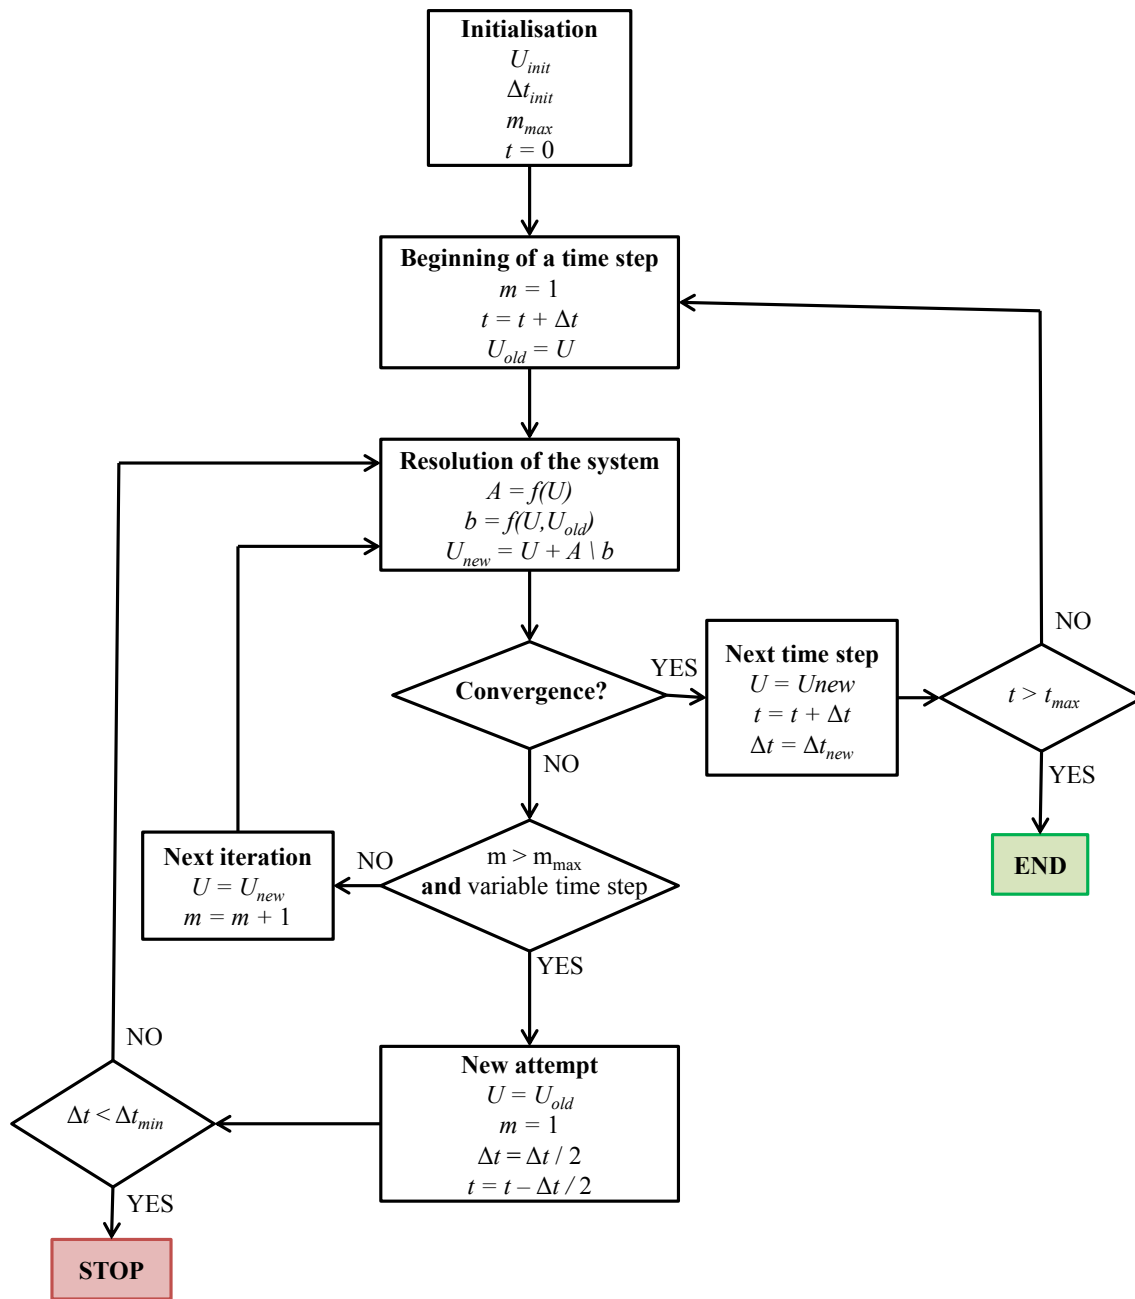 Initialisation
U_init
Δt_init
m_max
t = 0
Beginning of a time step
m = 1
t = t + Δt
U_old = U
Resolution of the system
A = f(U)
b = f(U,U_old)
U_new = U + A \ b
Convergence?
YES
NO
Next time step
U = Unew
t = t + Δt
Δt = Δt_new
t > t_max
NO
YES
END
m > m_max
and variable time step
NO
YES
Next iteration
U = U_new
m = m + 1
New attempt
U = U_old
m = 1
Δt = Δt / 2
t = t – Δt / 2
Δt < Δt_min
NO
YES
STOP